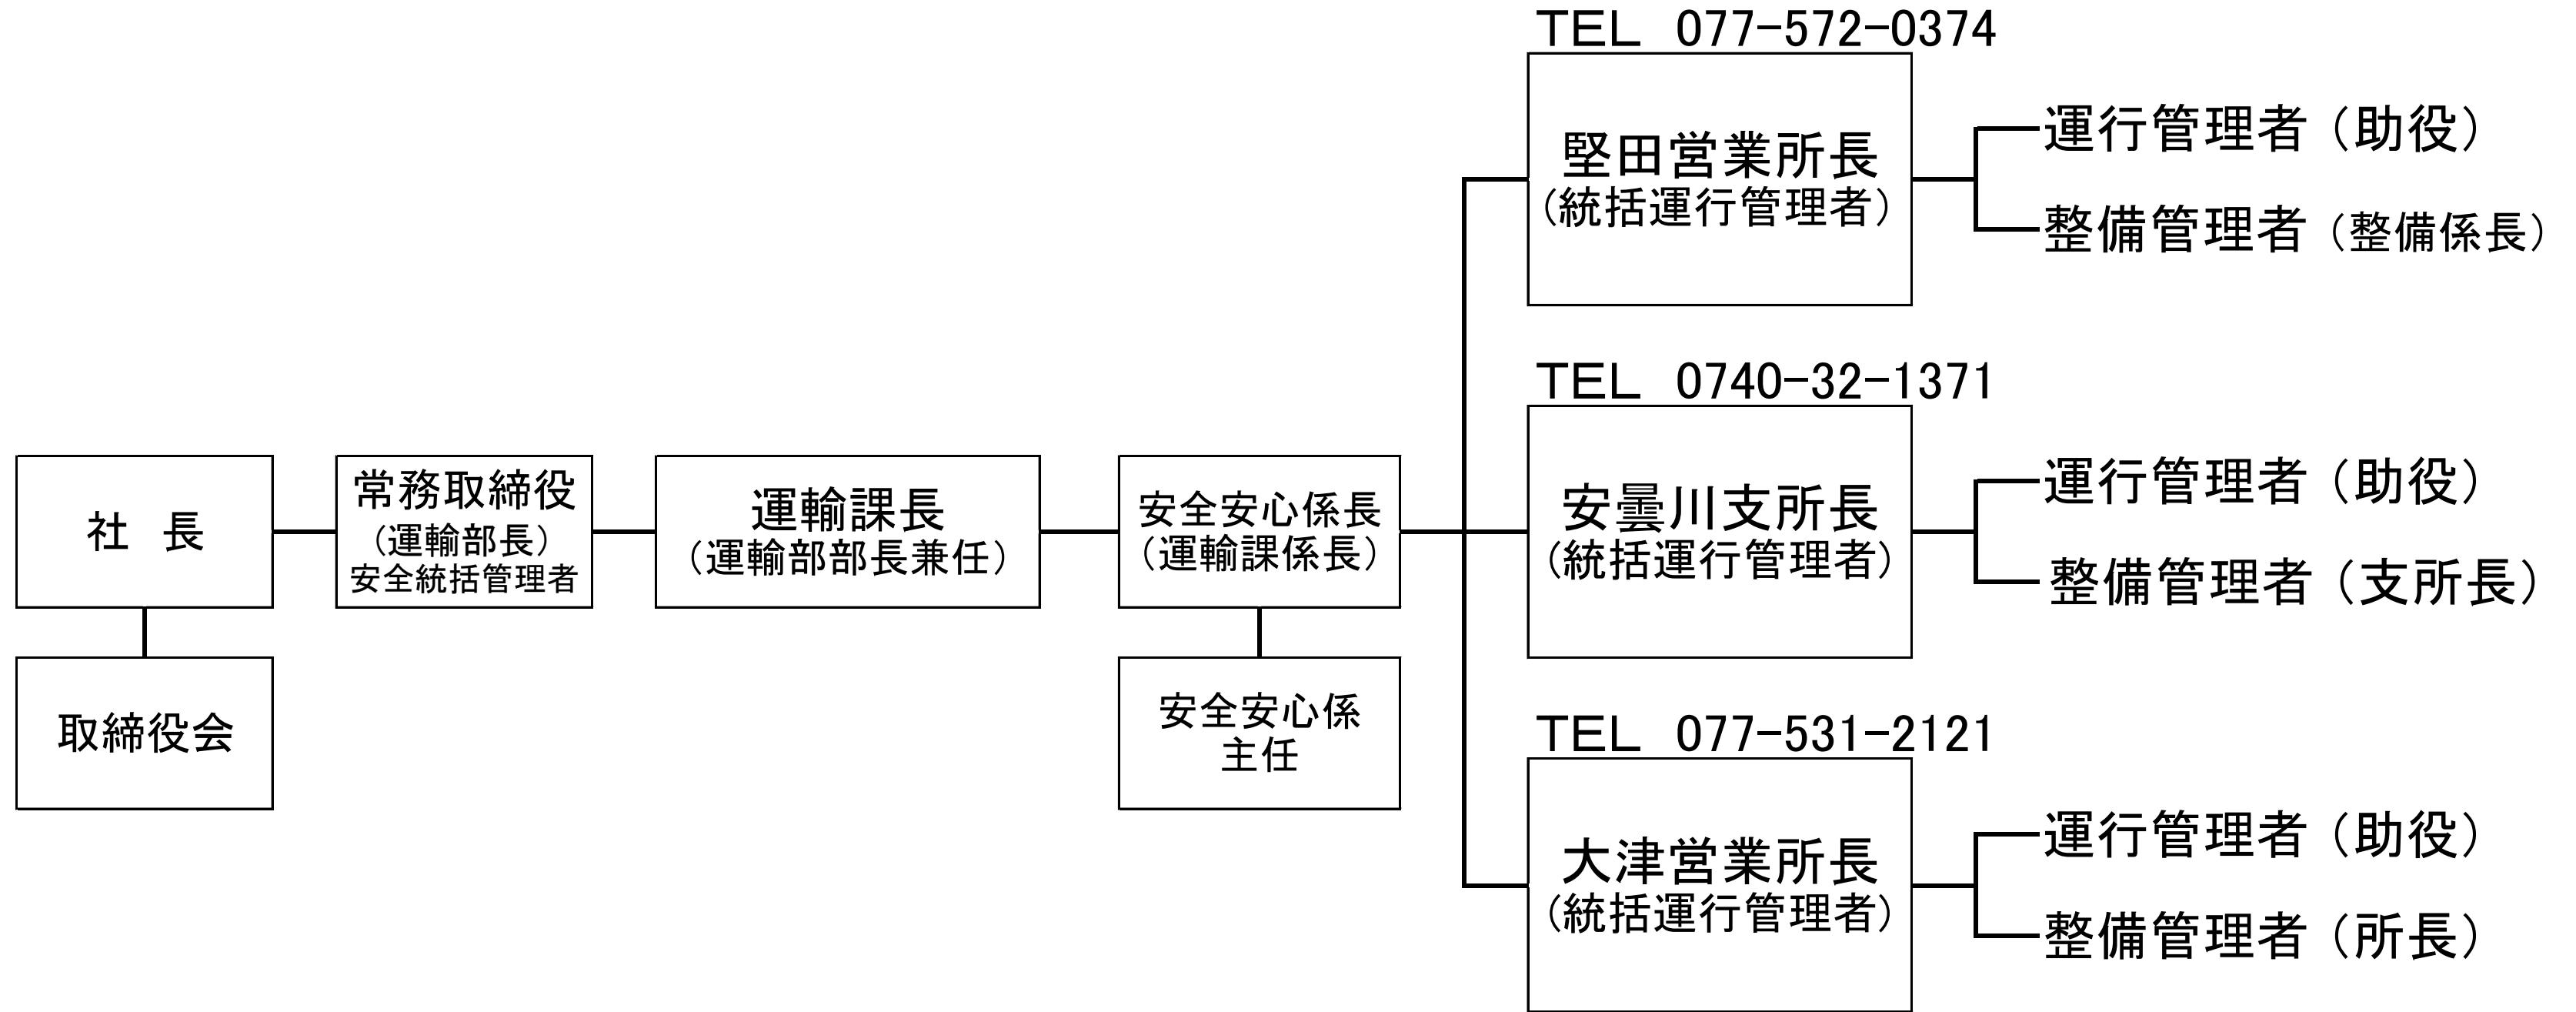 TEL 077-572-0374
堅田営業所長
（統括運行管理者）
運行管理者（助役）
整備管理者（整備係長）
社 長
取締役会
常務取締役
（運輸部長）
安全統括管理者
運輸課長
（運輸部部長兼任）
安全安心係長
（運輸課係長）
安全安心係
主任
TEL 0740-32-1371
安曇川支所長
（統括運行管理者）
運行管理者（助役）
整備管理者（支所長）
TEL 077-531-2121
大津営業所長
（統括運行管理者）
運行管理者（助役）
整備管理者（所長）